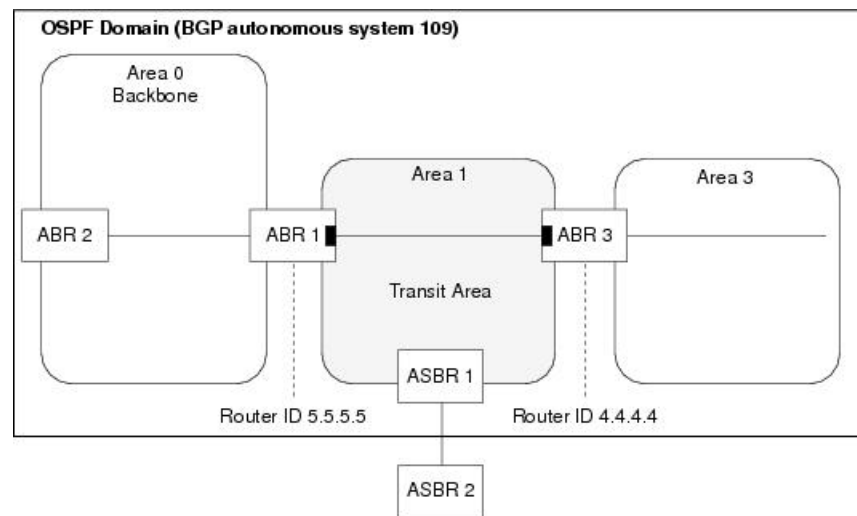 OSPF Domain (BGP autonomous system 109)
Area 0
Backbone
Area 1
Area 3
ABR 2
ABR 1
ABR 3
Transit Area
ASBR 1
Router ID 5.5.5.5
Router ID 4.4.4.4
ASBR 2